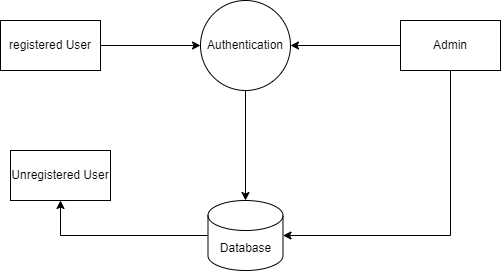 registered User
Authentication
Admin
Unregistered User
Database